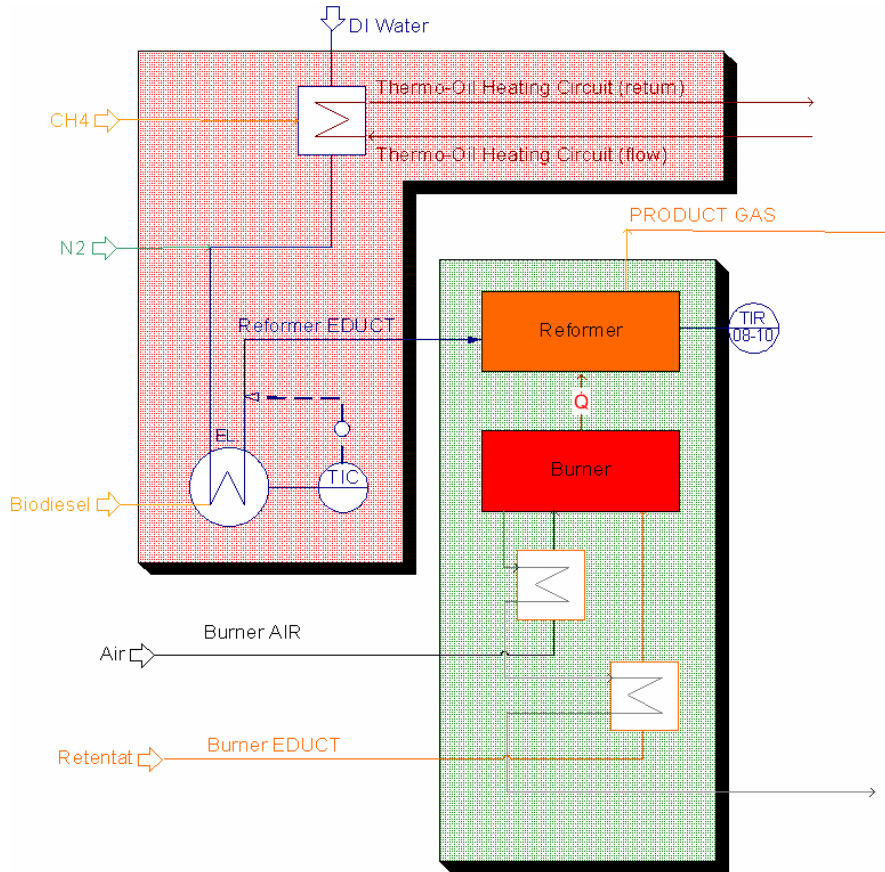 DI Water
Thermo-Oil Heating Circuit (return)
CH4
Thermo-Oil Heating Circuit (flow)
PRODUCT GAS
N2
Reformer EDUCT
Reformer
TIR
08-10
Q
EL
Burner
TIC
Biodiesel
Burner AIR
Air
Burner EDUCT
Retentat